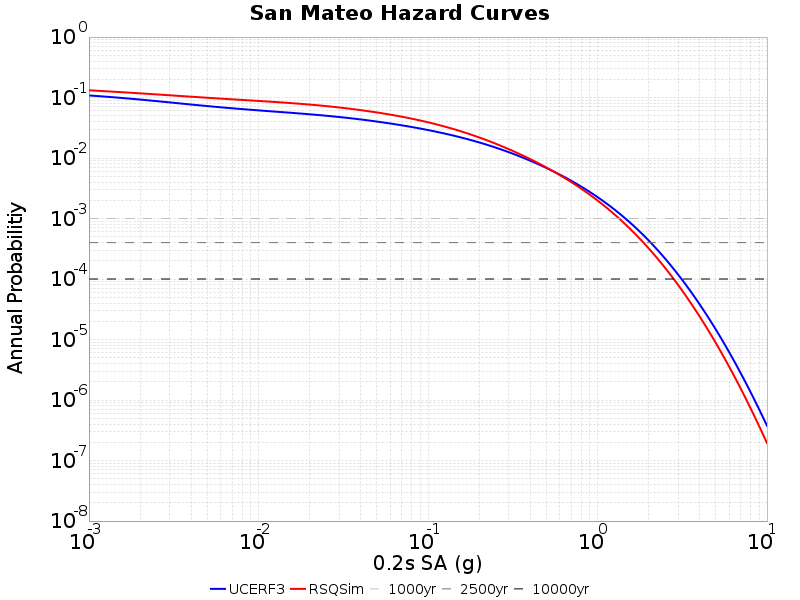 San Mateo Hazard Curves
Annual Probabilitiy
10^0
10^-1
10^-2
10^-3
10^-4
10^-5
10^-6
10^-7
10^-8
10^-3 10^-2 10^-1 10^0 10^1
0.2s SA (g)
UCERF3 RSQSim 1000yr 2500yr 10000yr